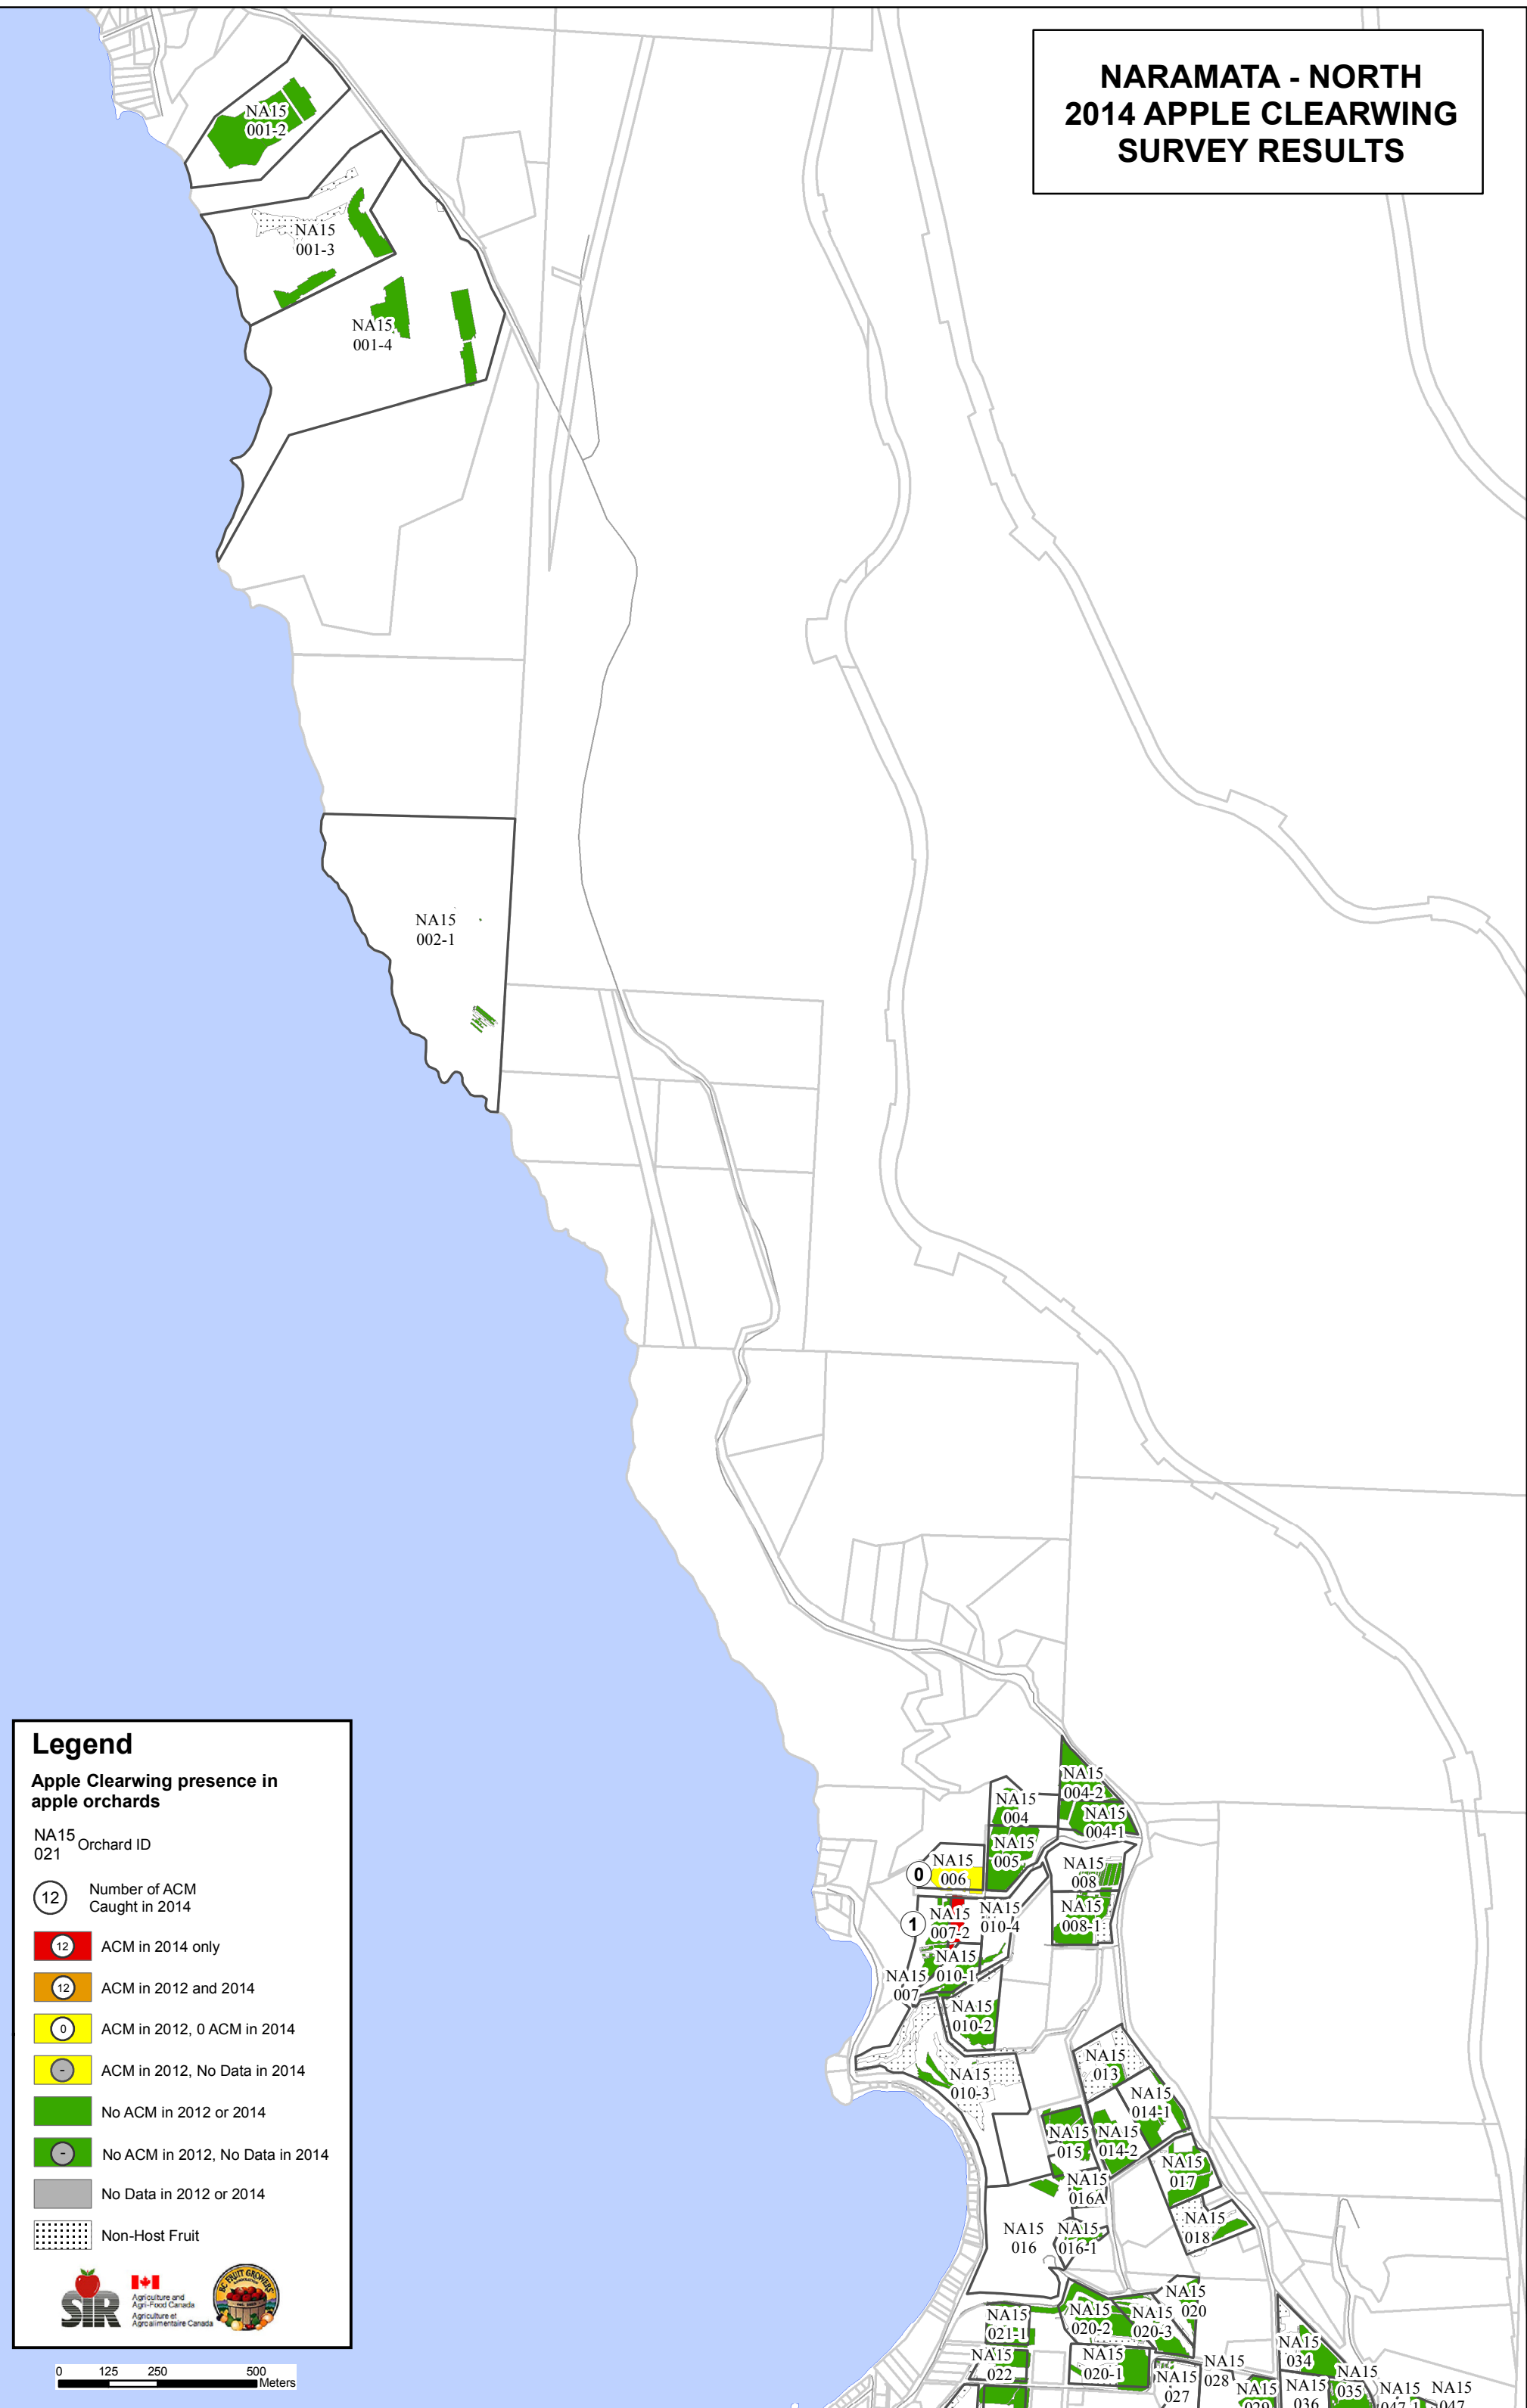 NARAMATA - NORTH
2014 APPLE CLEARWING
SURVEY RESULTS
NA15
001-2
NA15
001-3
NA15
001-4
NA15
002-1
NA15
004-2
NA15
004
NA15
004-1
NA15
005
NA15
006
0
NA15
008
NA15
007-2
1
NA15
010-4
NA15
008-1
NA15
010-1
NA15
007
NA15
010-2
NA15
010-3
NA15
013
NA15
014-1
NA15
015
NA15
014-2
NA15
017
NA15
016A
NA15
018
NA15
016
NA15
016-1
NA15
020
NA15
021-1
NA15
020-2
NA15
020-3
NA15
022
NA15
020-1
NA15
027
NA15
028
NA15
029
NA15
034
NA15
036
NA15
035
NA15
047-1
NA15
047
Legend
Apple Clearwing presence in
apple orchards
NA15
021
Orchard ID
12
Number of ACM
Caught in 2014
12 ACM in 2014 only
12 ACM in 2012 and 2014
0 ACM in 2012, 0 ACM in 2014
- ACM in 2012, No Data in 2014
No ACM in 2012 or 2014
- No ACM in 2012, No Data in 2014
No Data in 2012 or 2014
Non-Host Fruit
SIR
Agriculture and
Agri-Food Canada
Agriculture et
Agroalimentaire Canada
BC FRUIT GROWERS'
0 125 250 500
Meters